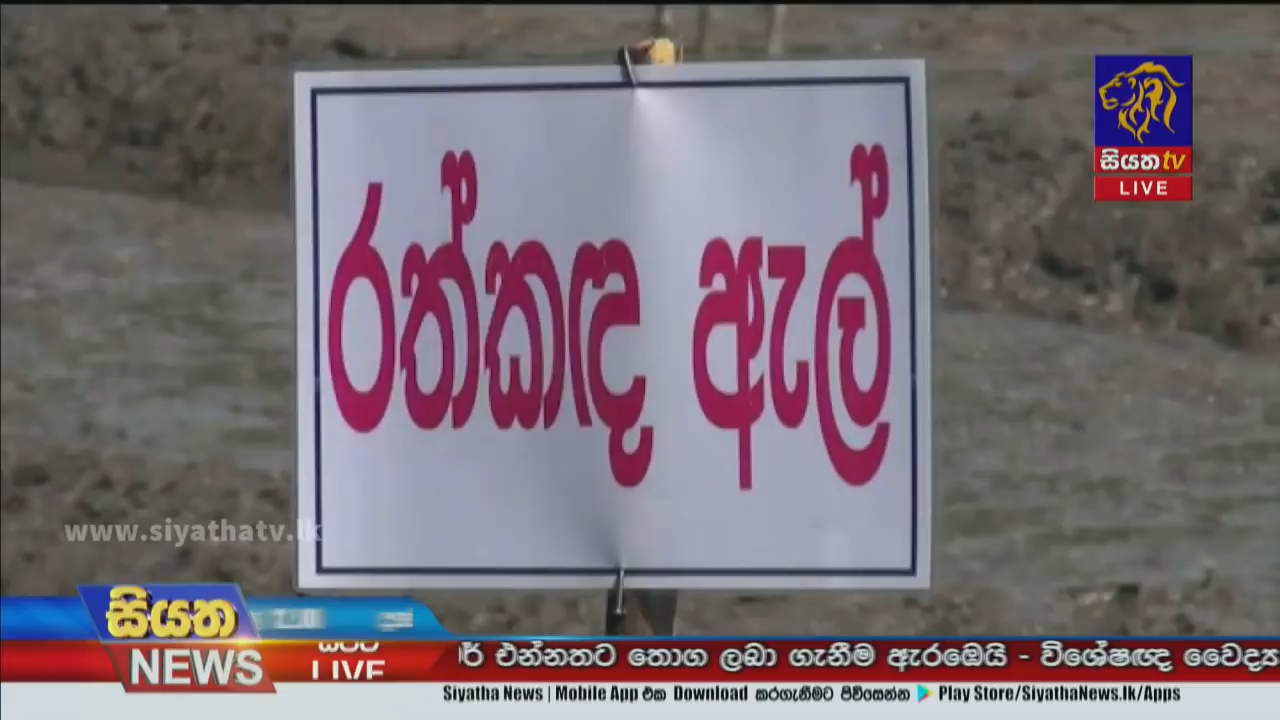 රත්කඳ ඇල්
සියත tv
LIVE
www.siyathatv.lk
සියත
NEWS
LIVE
එන්නතට තොග ලබා ගැනීම ඇරඹෙයි - විශේෂඥ වෛද්‍ය
Siyatha News | Mobile App එක Download කරගැනීමට පිවිසෙන්න Play Store/SiyathaNews.lk/Apps